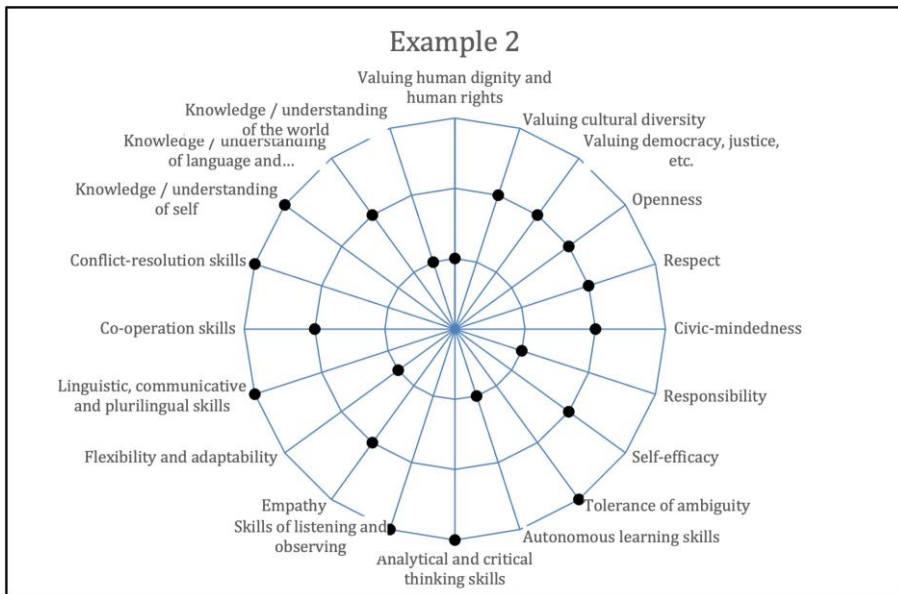 Example 2
Valuing human dignity and
human rights
Valuing cultural diversity
Valuing democracy, justice,
etc.
Openness
Respect
Civic-mindedness
Responsibility
Self-efficacy
Tolerance of ambiguity
Autonomous learning skills
Analytical and critical
thinking skills
Skills of listening and
observing
Empathy
Flexibility and adaptability
Linguistic, communicative
and plurilingual skills
Co-operation skills
Conflict-resolution skills
Knowledge / understanding
of self
Knowledge / understanding
of language and...
Knowledge / understanding
of the world